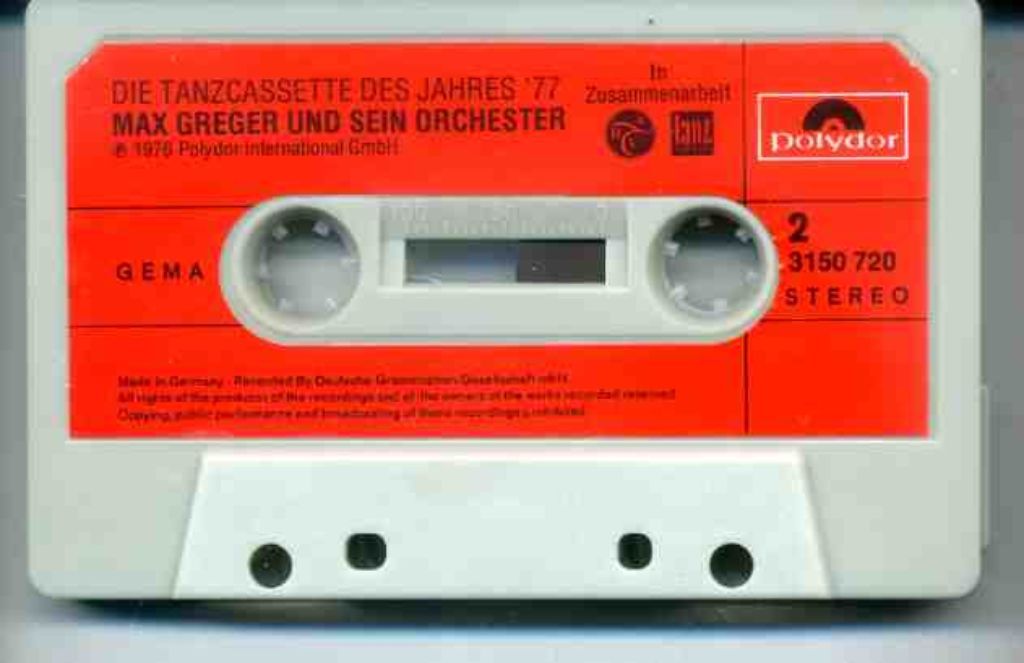 DIE TANZCASSETTE DES JAHRES '77
MAX GREGER UND SEIN ORCHESTER
℗ 1976 Polydor International GmbH
In
Zusammenarbeit
polydor
GEMA
2
3150 720
STEREO
Made in Germany · Recorded By Deutsche Grammophon Gesellschaft mbH
All rights of the producer of the recordings and of the owners of the works recorded reserved
Copying, public performance and broadcasting of these recordings prohibited